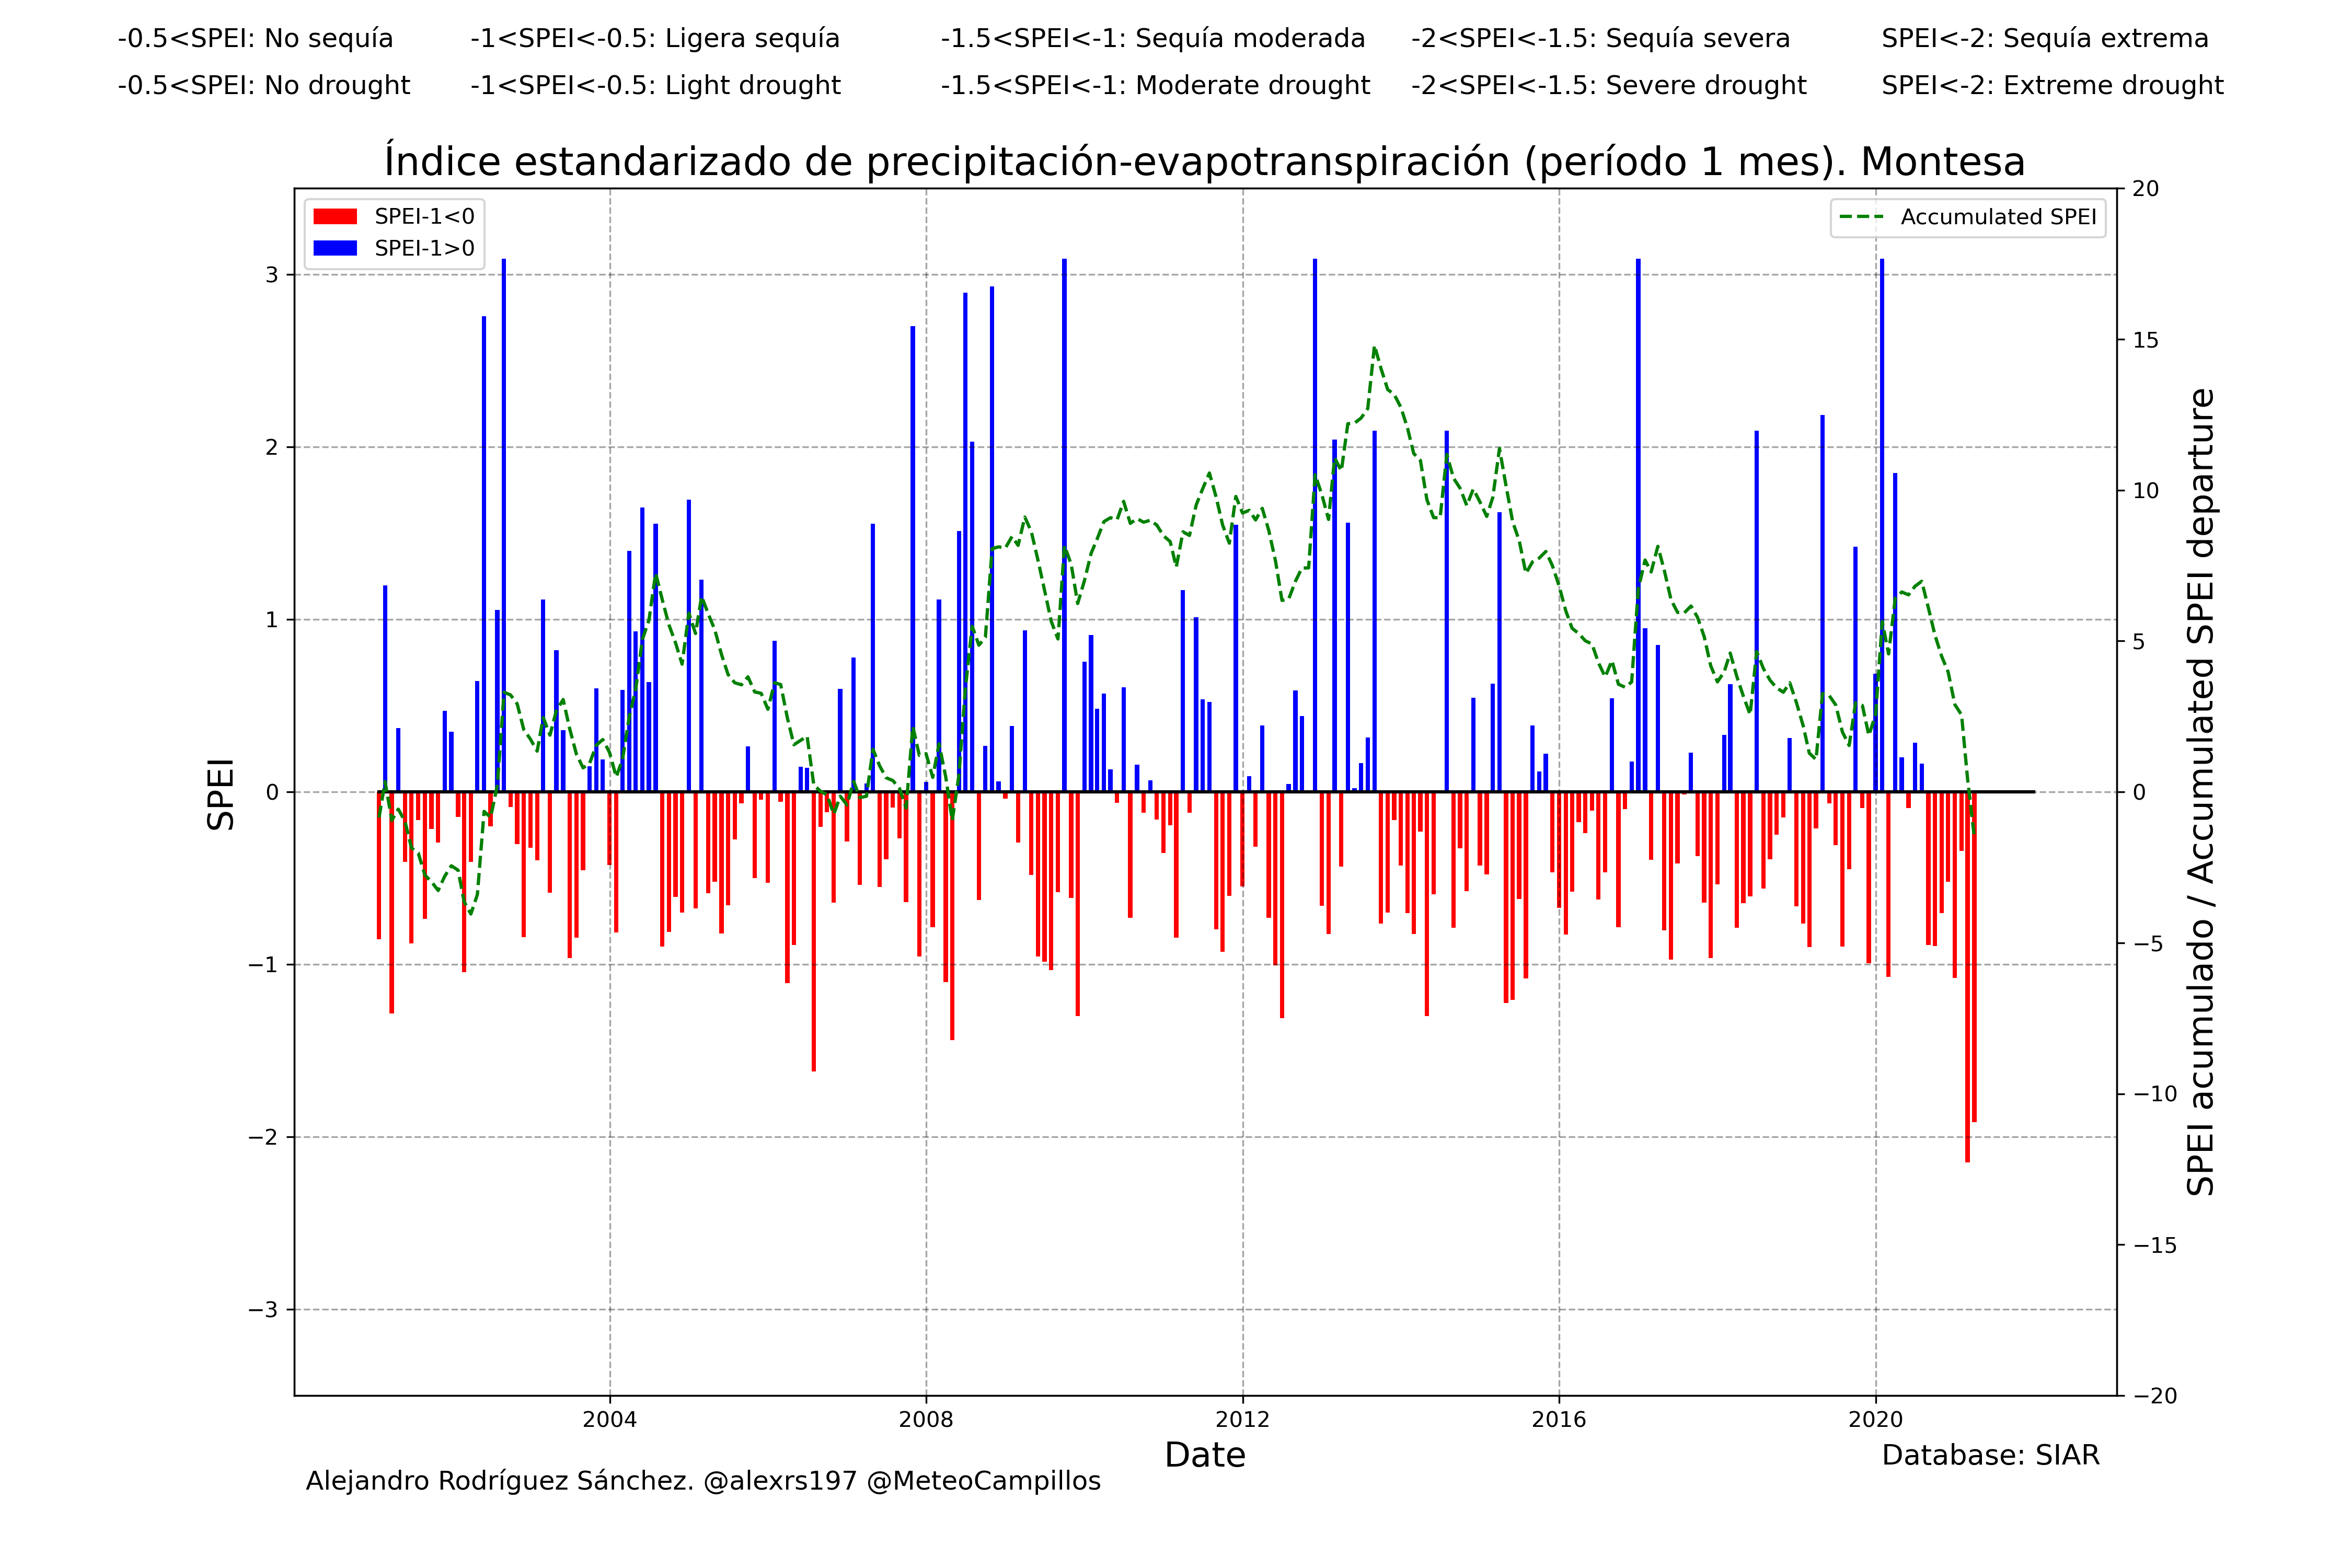 -0.5<SPEI: No sequía -1<SPEI<-0.5: Ligera sequía -1.5<SPEI<-1: Sequía moderada -2<SPEI<-1.5: Sequía severa SPEI<-2: Sequía extrema
-0.5<SPEI: No drought -1<SPEI<-0.5: Light drought -1.5<SPEI<-1: Moderate drought -2<SPEI<-1.5: Severe drought SPEI<-2: Extreme drought
Índice estandarizado de precipitación-evapotranspiración (período 1 mes). Montesa
SPEI-1<0
SPEI-1>0
Accumulated SPEI
SPEI
3
2
1
0
−1
−2
−3
20
15
10
5
0
−5
−10
−15
−20
SPEI acumulado / Accumulated SPEI departure
2004 2008 2012 2016 2020
Date
Database: SIAR
Alejandro Rodríguez Sánchez. @alexrs197 @MeteoCampillos